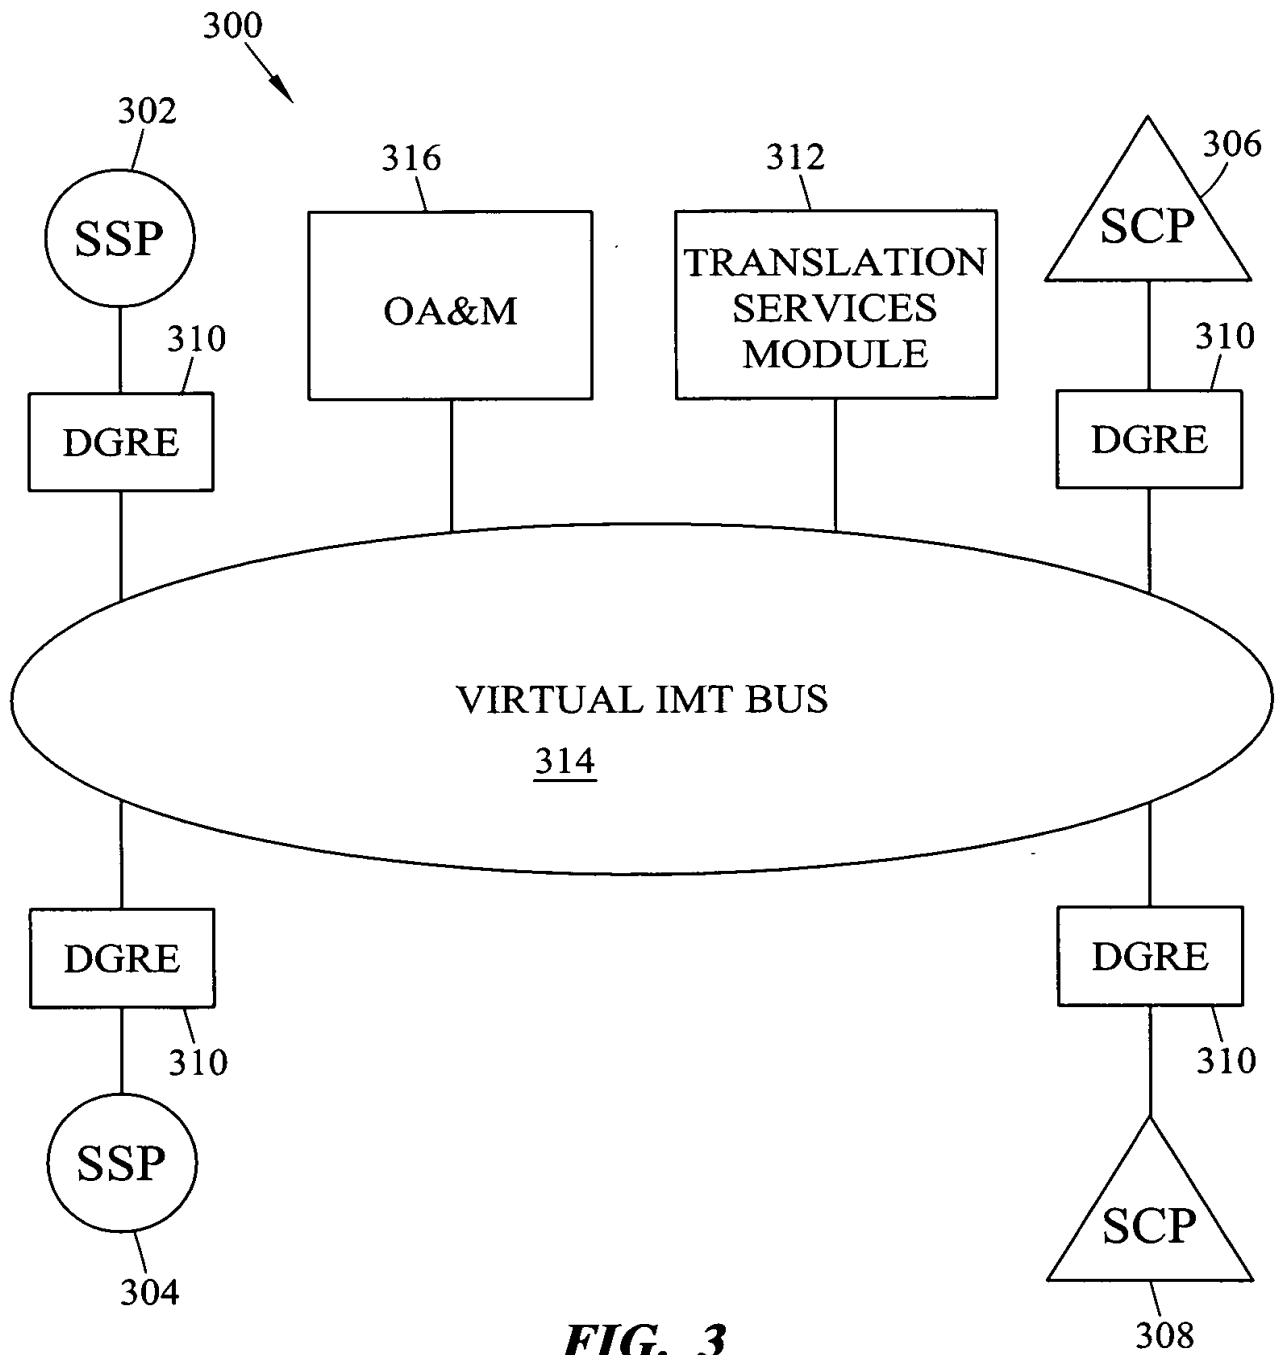 300
302
316
312
306
SSP
OA&M
TRANSLATION
SERVICES
MODULE
SCP
310
310
DGRE
DGRE
VIRTUAL IMT BUS
314
DGRE
DGRE
310
310
SSP
SCP
304
308
FIG. 3